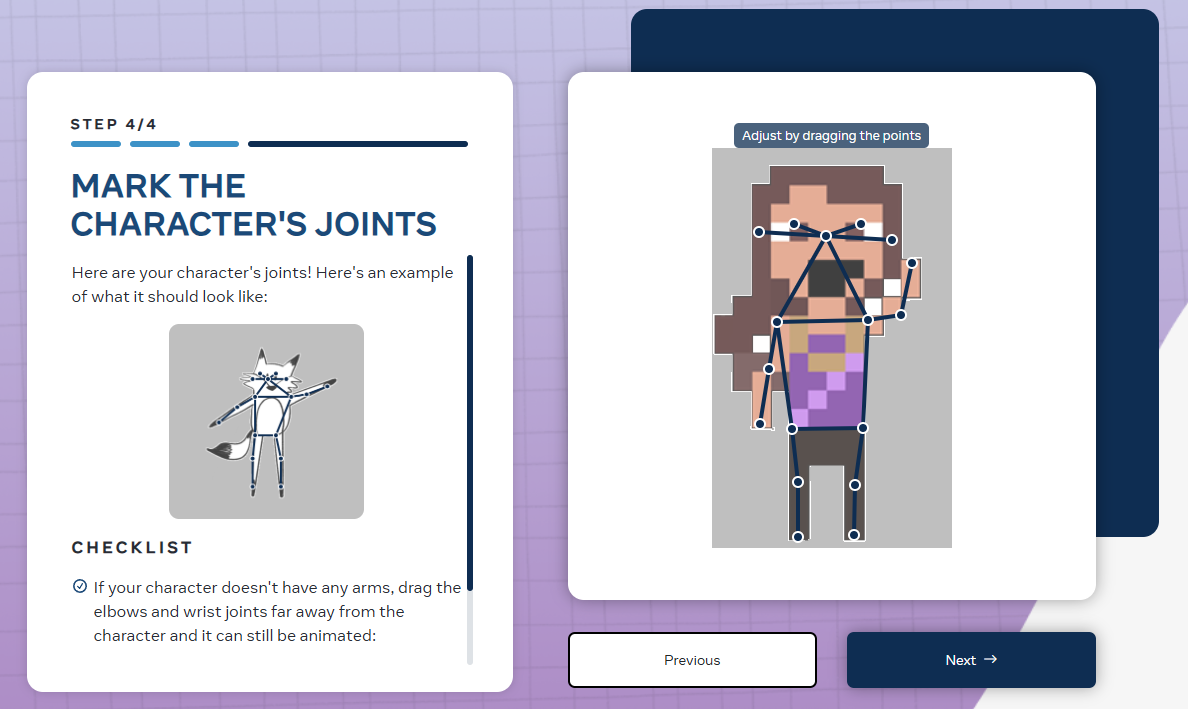 STEP 4/4
MARK THE
CHARACTER'S JOINTS
Here are your character's joints! Here's an example
of what it should look like:
CHECKLIST
If your character doesn't have any arms, drag the
elbows and wrist joints far away from the
character and it can still be animated:
Adjust by dragging the points
Previous
Next →